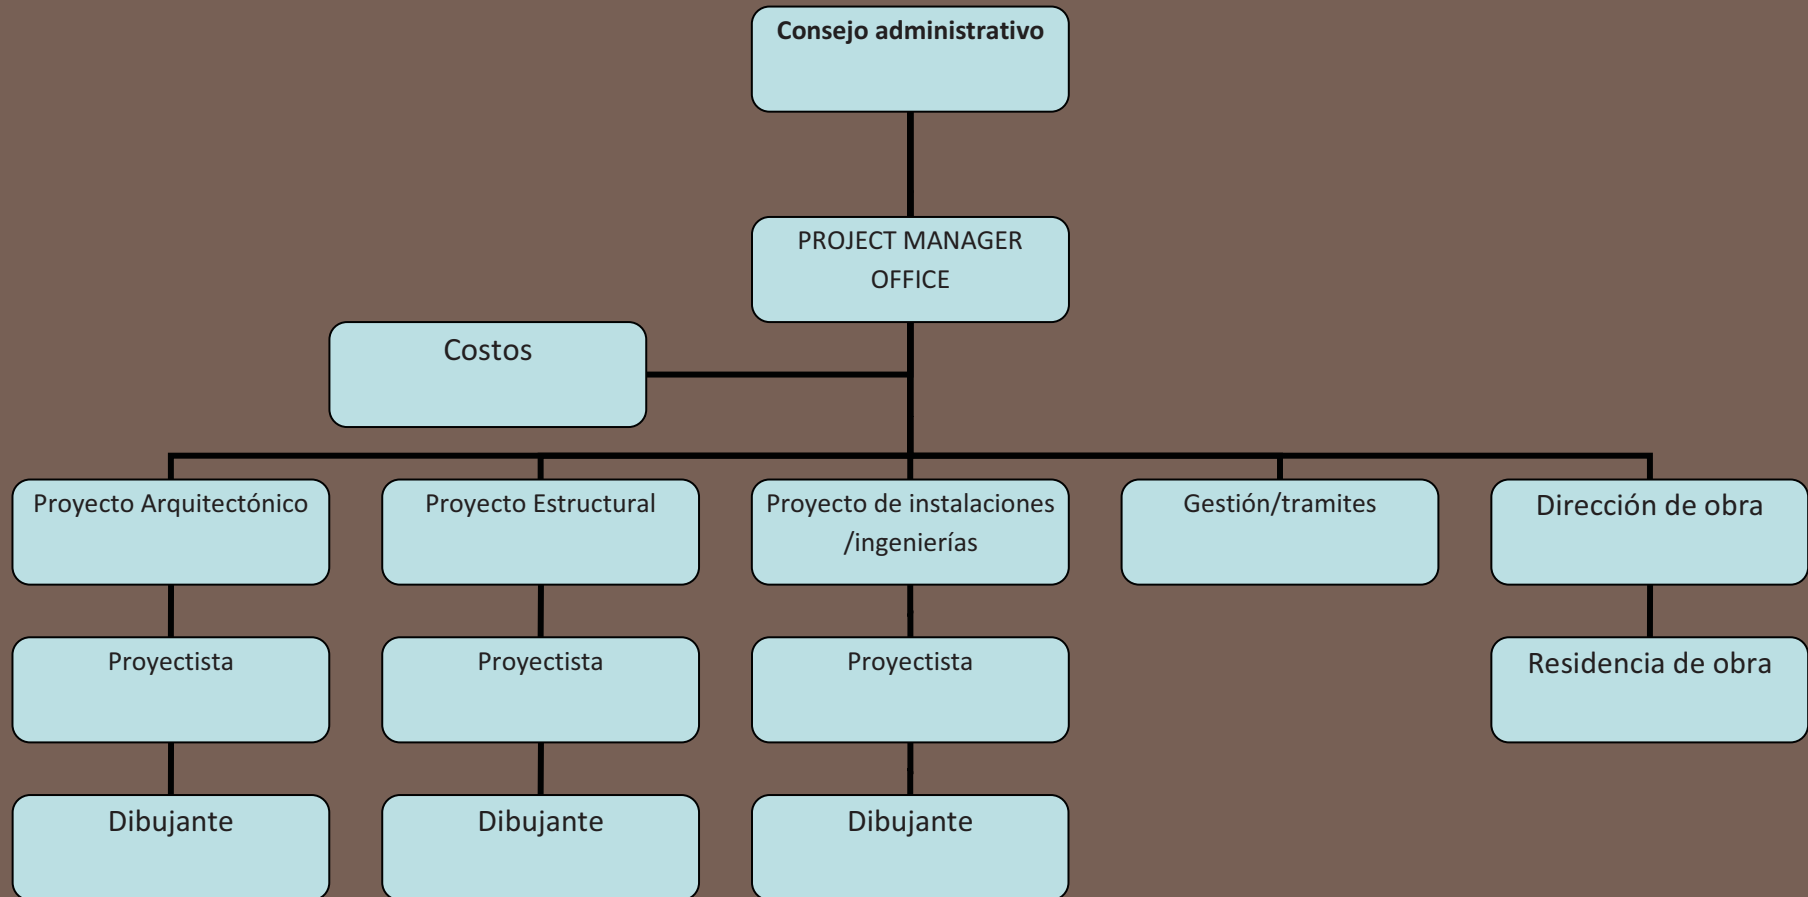 Consejo administrativo
PROJECT MANAGER
OFFICE
Costos
Proyecto Arquitectónico
Proyecto Estructural
Proyecto de instalaciones
/ingenierías
Gestión/tramites
Dirección de obra
Proyectista
Proyectista
Proyectista
Residencia de obra
Dibujante
Dibujante
Dibujante